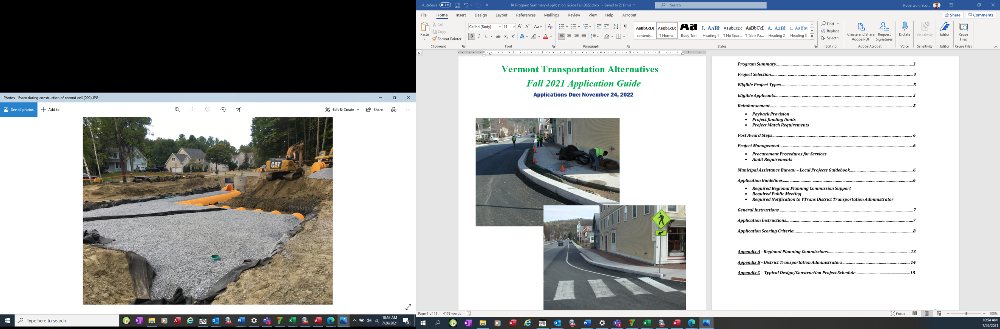 Photos - Essex during construction of second cell (002).JPG
See all photos
Add to
Edit & Create
Share
CAT
Type here to search
10:54 AM
7/26/2021
5
AutoSave
Off
TA Program Summary-Application Guide Fall 2022.docx - Saved to Z: Drive
Search
Robertson, Scott
File Home Insert Design Layout References Mailings Review View Help Acrobat
Share
Comments
Paste
Cut
Copy
Format Painter
Clipboard
Calibri (Body)
11
Aa
B I U ab x₂ x² A A
Font
Paragraph
AaBbCcDc AaBbCcDc Aa I. AaBl AaBbCcDc AaBbCcI A. AaBl 1. AaBb(
contents... ¶ Normal Body Text Heading 1 ¶ No Spac... ¶ Table Pa... Heading 2 Heading 3
Styles
Find
Replace
Select
Editing
Create and Share
Adobe PDF
Request
Signatures
Adobe Acrobat
Dictate
Voice
Sensitivity
Sensitivity
Editor
Editor
Reuse
Files
Reuse Files
1 2 3 4 5 6 7
Vermont Transportation Alternatives
Fall 2021 Application Guide
Applications Due: November 24, 2022
Program Summary...3
Project Selection...4
Eligible Project Types...5
Eligible Applicants... 5
Reimbursement... 5
• Payback Provision
• Project funding limits
• Project Match Requirements
Post Award Steps... 6
Project Management...6
• Procurement Procedures for Services
• Audit Requirements
Municipal Assistance Bureau – Local Projects Guidebook...6
Application Guidelines...6
• Required Regional Planning Commission Support
• Required Public Meeting
• Required Notification to VTrans District Transportation Administrator
General Instructions ...7
Application Instructions...7
Application Scoring Criteria...8
Appendix A - Regional Planning Commissions...13
Appendix B - District Transportation Administrators...14
Appendix C – Typical Design/Construction Project Schedule...15
Page 1 of 15 4176 words
Focus
100%
10:54 AM
7/26/2021